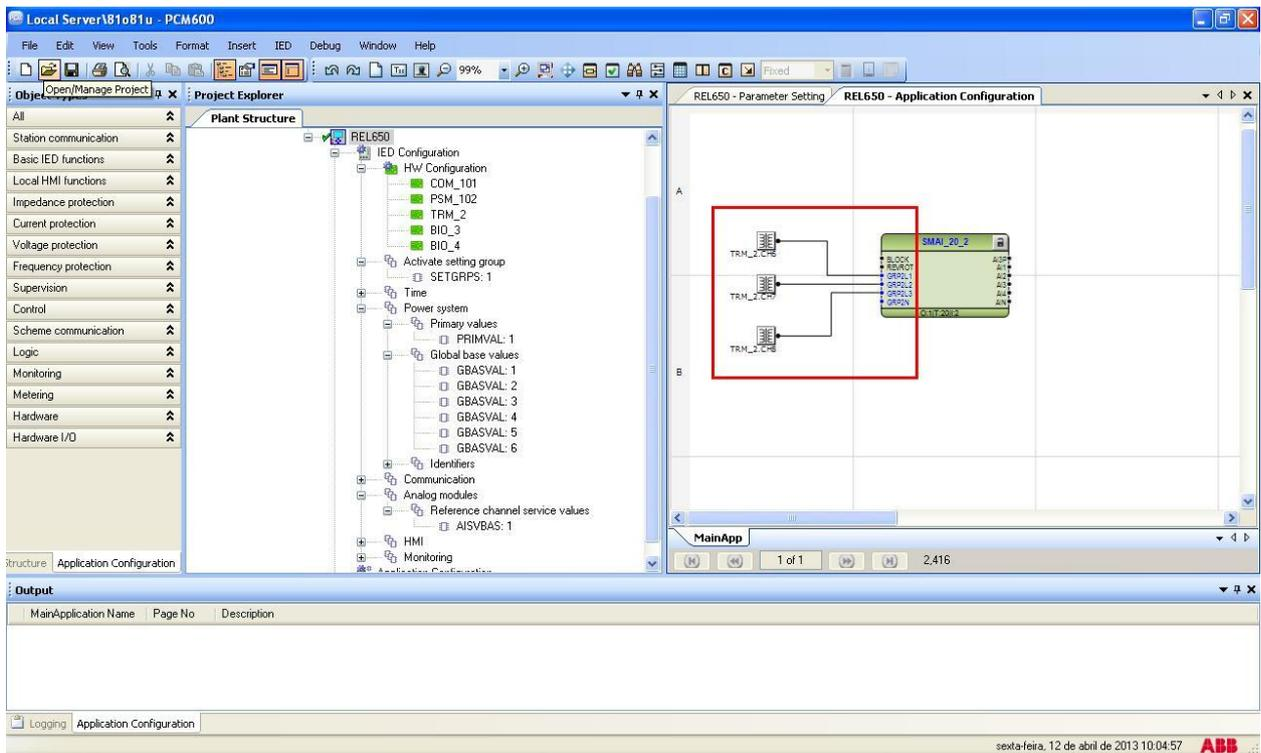 Local Server\81o81u - PCM600
File Edit View Tools Format Insert IED Debug Window Help
99% Fixed
Open/Manage Project
Project Explorer
REL650 - Parameter Setting REL650 - Application Configuration
All
Station communication
Basic IED functions
Local HMI functions
Impedance protection
Current protection
Voltage protection
Frequency protection
Supervision
Control
Scheme communication
Logic
Monitoring
Metering
Hardware
Hardware I/O
Structure Application Configuration
Plant Structure
REL650
IED Configuration
HW Configuration
COM_101
PSM_102
TRM_2
BIO_3
BIO_4
Activate setting group
SETGRPS: 1
Time
Power system
Primary values
PRIMVAL: 1
Global base values
GBASVAL: 1
GBASVAL: 2
GBASVAL: 3
GBASVAL: 4
GBASVAL: 5
GBASVAL: 6
Identifiers
Communication
Analog modules
Reference channel service values
AISVBAS: 1
HMI
Monitoring
Application Configuration
A
B
TRM_2.CH7
SMAI_20_2
BLOCK
REVROT
GRP2L1
GRP2L2
GRP2L3
GRP2N
AI3P
AI1
AI2
AI3
AI4
AIN
MainApp
1 of 1 2,416
Output
MainApplication Name Page No Description
Logging Application Configuration
sexta-feira, 12 de abril de 2013 10:04:57 ABB